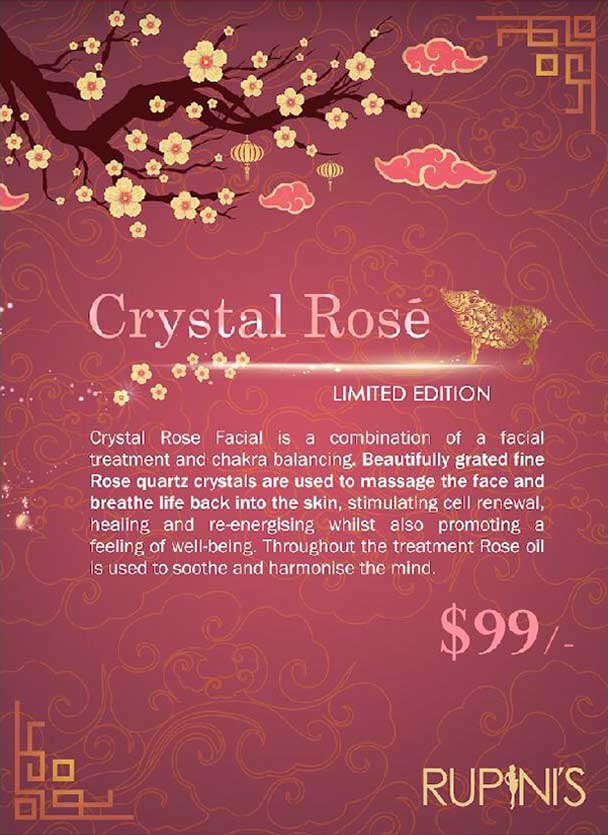 Crystal Rosé
LIMITED EDITION
Crystal Rose Facial is a combination of a facial
treatment and chakra balancing. Beautifully grated fine
Rose quartz crystals are used to massage the face and
breathe life back into the skin, stimulating cell renewal,
healing and re-energising whilst also promoting a
feeling of well-being. Throughout the treatment Rose oil
is used to soothe and harmonise the mind.
$99/-
RUPINI'S